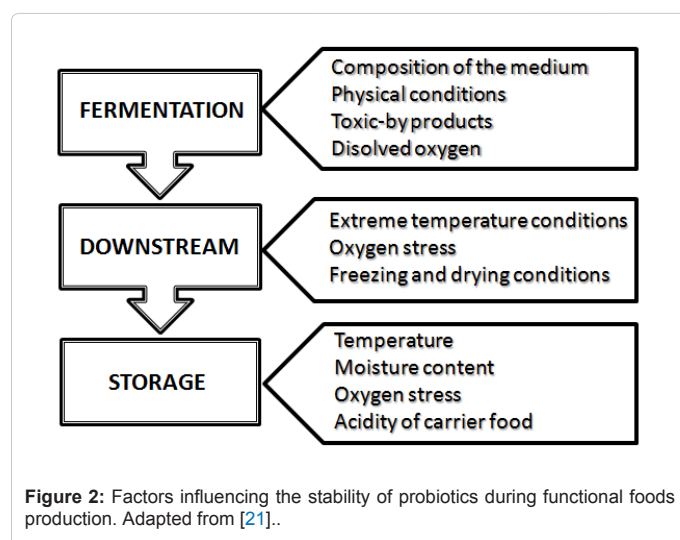 FERMENTATION
Composition of the medium
Physical conditions
Toxic-by products
Disolved oxygen
DOWNSTREAM
Extreme temperature conditions
Oxygen stress
Freezing and drying conditions
STORAGE
Temperature
Moisture content
Oxygen stress
Acidity of carrier food
Figure 2: Factors influencing the stability of probiotics during functional foods
production. Adapted from [21]..